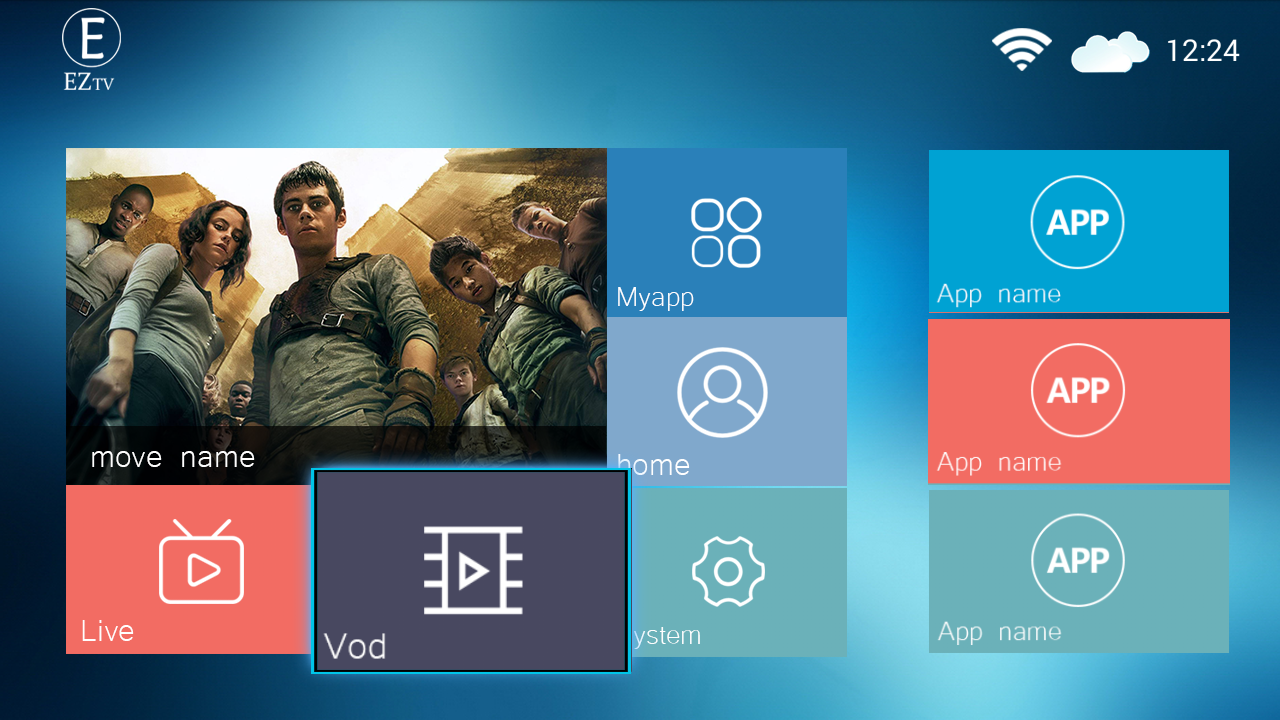 E
EZTV
12:24
move name
Myapp
home
Live
Vod
ystem
APP
App name
APP
App name
APP
App name